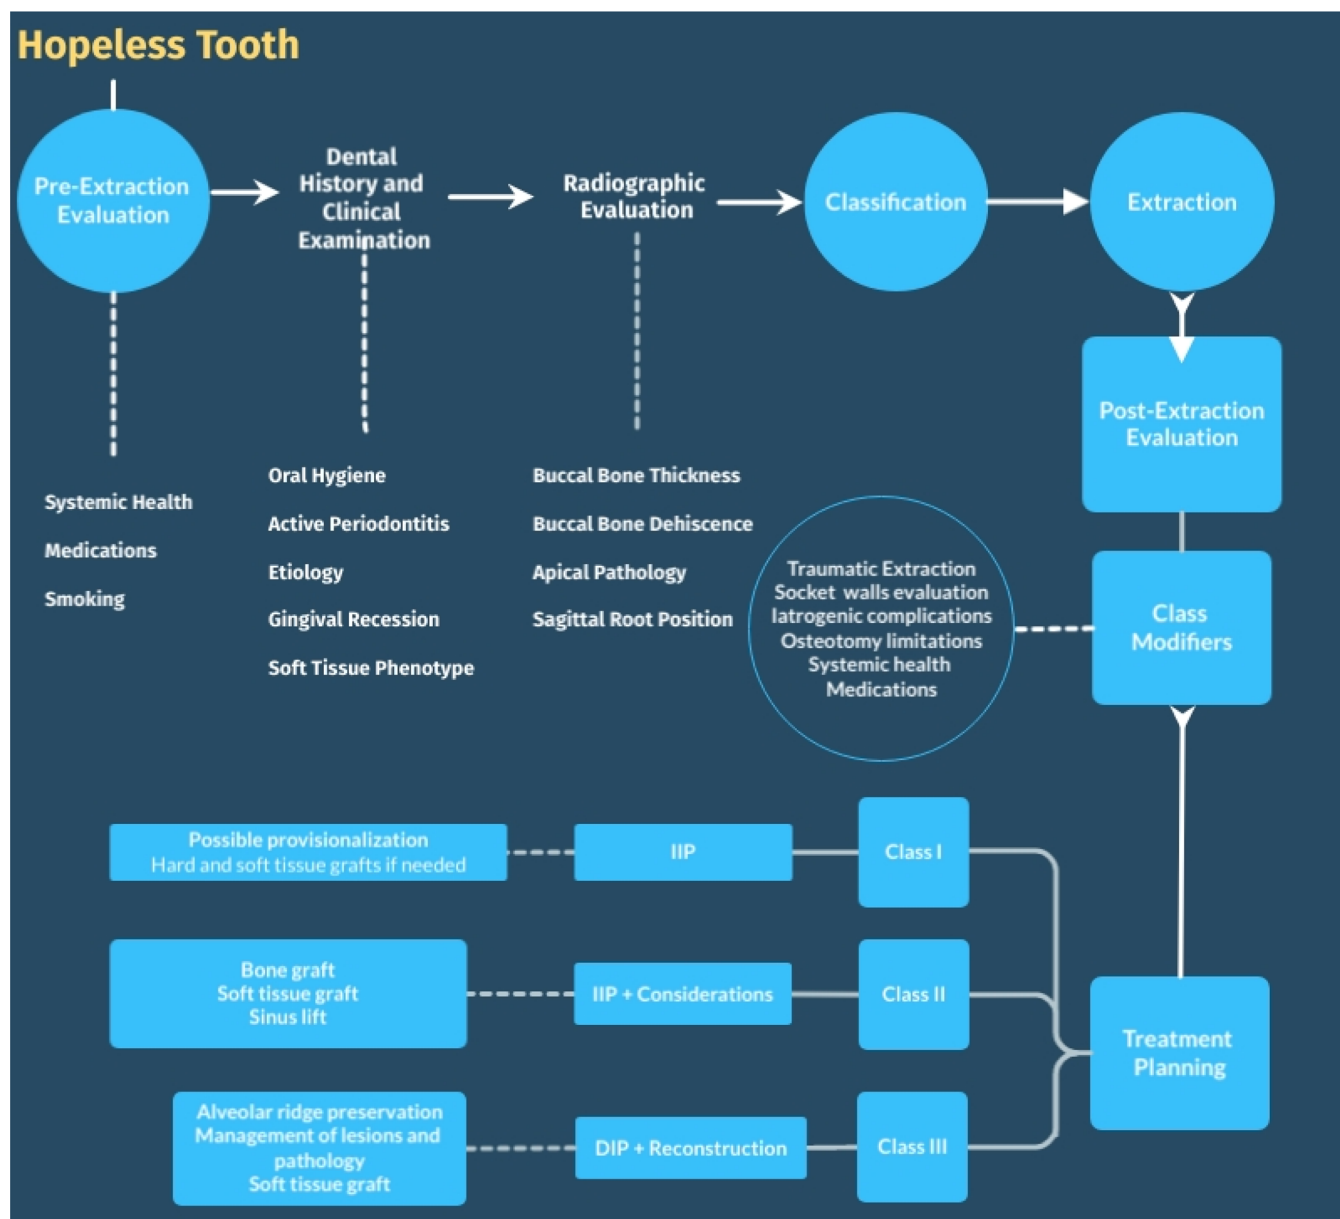 Hopeless Tooth
Pre-Extraction
Evaluation
Dental
History and
Clinical
Examination
Radiographic
Evaluation
Classification
Extraction
Systemic Health
Medications
Smoking
Oral Hygiene
Active Periodontitis
Etiology
Gingival Recession
Soft Tissue Phenotype
Buccal Bone Thickness
Buccal Bone Dehiscence
Apical Pathology
Sagittal Root Position
Post-Extraction
Evaluation
Traumatic Extraction
Socket walls evaluation
Iatrogenic complications
Osteotomy limitations
Systemic health
Medications
Class
Modifiers
Possible provisionalization
Hard and soft tissue grafts if needed
IIP
Class I
Bone graft
Soft tissue graft
Sinus lift
IIP + Considerations
Class II
Treatment
Planning
Alveolar ridge preservation
Management of lesions and
pathology
Soft tissue graft
DIP + Reconstruction
Class III